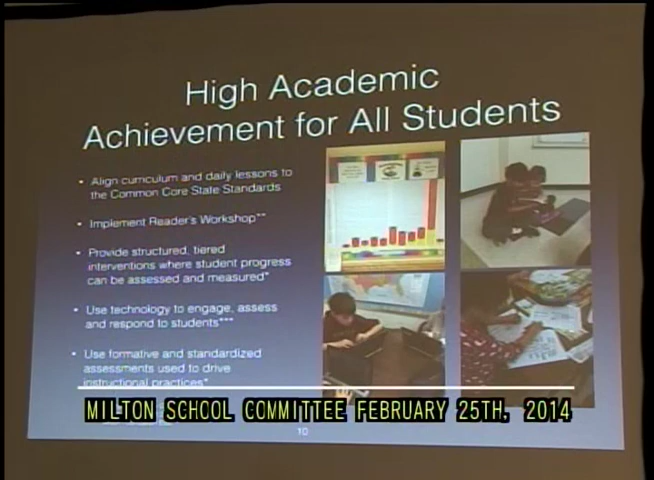 High Academic
Achievement for All Students
• Align curriculum and daily lessons to
the Common Core State Standards
• Implement Reader's Workshop**
• Provide structured, tiered
interventions where student progress
can be assessed and measured*
• Use technology to engage, assess
and respond to students***
• Use formative and standardized
assessments used to drive
instructional practices*
MILTON SCHOOL COMMITTEE FEBRUARY 25TH, 2014
10